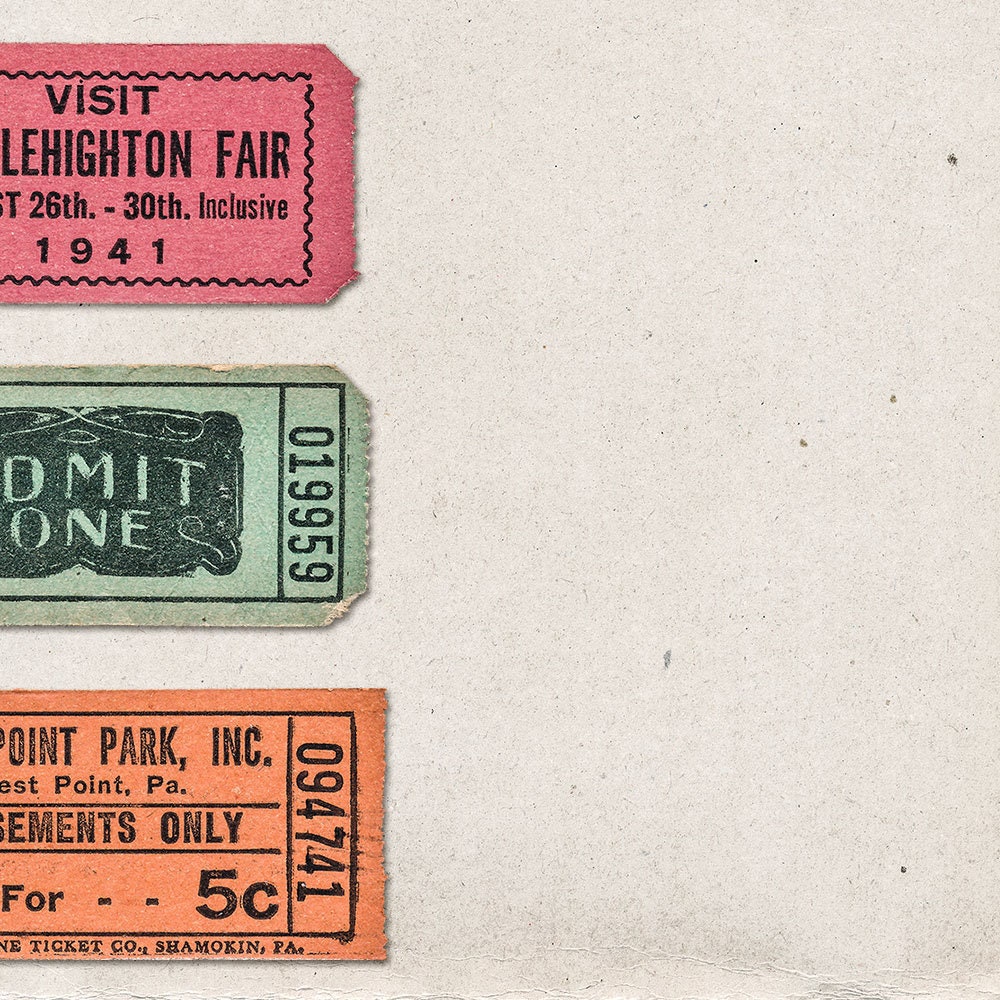 VISIT
LEHIGHTON FAIR
ST 26th. - 30th. Inclusive
1941
DMIT
ONE
019959
POINT PARK, INC.
est Point, Pa.
SEMENTS ONLY
For - - 5c
094741
NE TICKET CO., SHAMOKIN, PA.